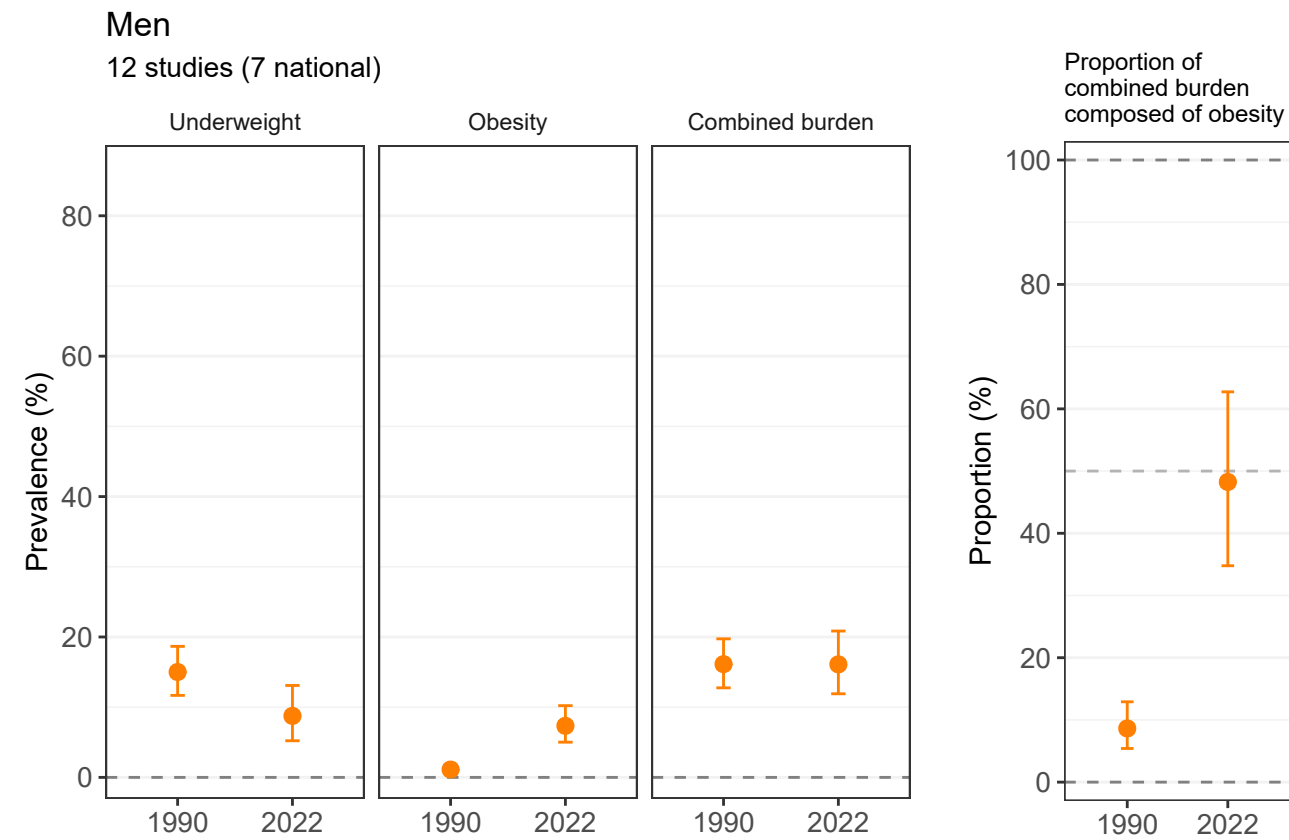 Men
12 studies (7 national)
Underweight
Obesity
Combined burden
Prevalence (%)
80
60
40
20
0
1990
2022
1990
2022
1990
2022
Proportion of
combined burden
composed of obesity
Proportion (%)
100
80
60
40
20
0
1990
2022